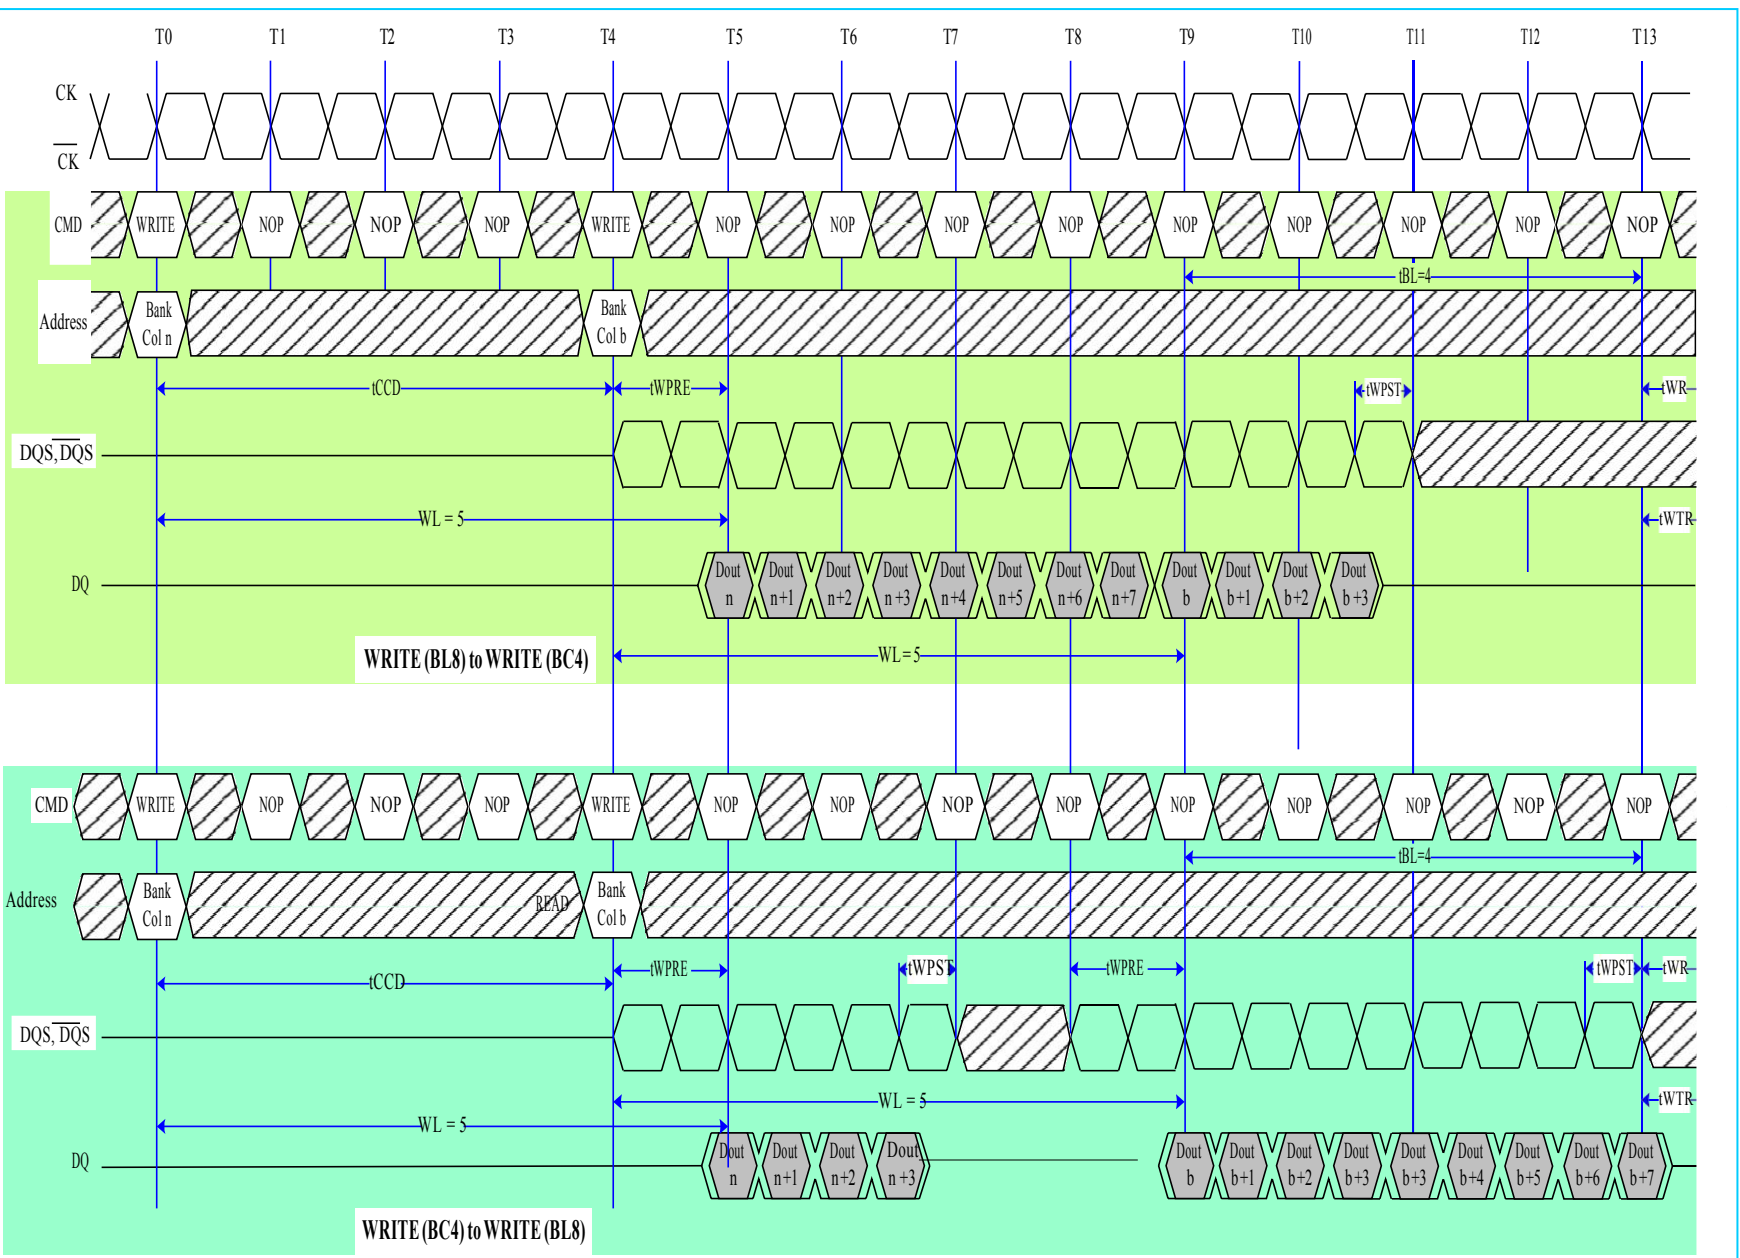 T0 T1 T2 T3 T4 T5 T6 T7 T8 T9 T10 T11 T12 T13
CK
CK
CMD WRITE NOP NOP NOP WRITE NOP NOP NOP NOP NOP NOP NOP NOP NOP
tBL=4
Address Bank Col n Bank Col b
tCCD tWPRE tWPST tWR
DQS, DQS
WL = 5 tWTR
DQ Dout n Dout n+1 Dout n+2 Dout n+3 Dout n+4 Dout n+5 Dout n+6 Dout n+7 Dout b Dout b+1 Dout b+2 Dout b+3
WRITE (BL8) to WRITE (BC4) WL = 5
CMD WRITE NOP NOP NOP WRITE NOP NOP NOP NOP NOP NOP NOP NOP NOP
tBL=4
Address Bank Col n READ Bank Col b
tCCD tWPRE tWPST tWPRE tWPST tWR
DQS, DQS
WL = 5 tWTR
WL = 5
DQ Dout n Dout n+1 Dout n+2 Dout n+3 Dout b Dout b+1 Dout b+2 Dout b+3 Dout b+3 Dout b+4 Dout b+5 Dout b+6 Dout b+7
WRITE (BC4) to WRITE (BL8)